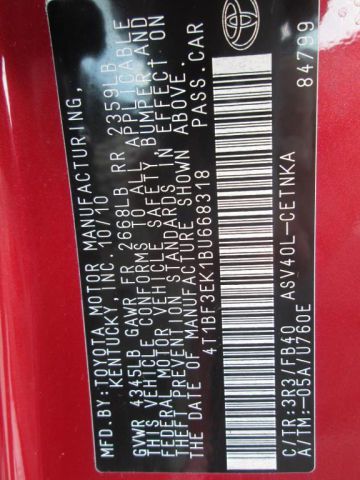 MFD. BY: TOYOTA MOTOR MANUFACTURING,
KENTUCKY, INC. 10/10
GVWR 4345LB GAWR FR 2668LB RR 2359LB
THIS VEHICLE CONFORMS TO ALL APPLICABLE
FEDERAL MOTOR VEHICLE SAFETY, BUMPER, AND
THEFT PREVENTION STANDARDS IN EFFECT ON
THE DATE OF MANUFACTURE SHOWN ABOVE.
4T1BF3EK1BU668318 PASS. CAR
C/TR:3R3/FB40 ASV40L-CETNKA
A/TM:-05A/U760E 84799